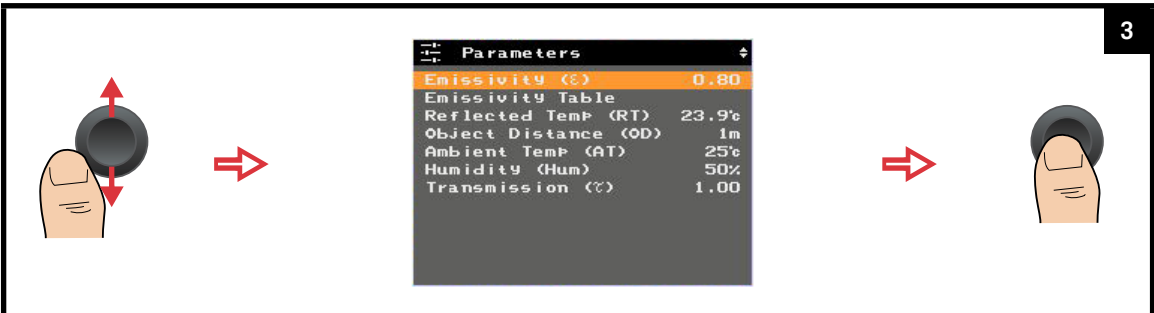 3
Parameters
Emissivity (ε) 0.80
Emissivity Table
Reflected Temp (RT) 23.9℃
Object Distance (OD) 1m
Ambient Temp (AT) 25℃
Humidity (Hum) 50%
Transmission (τ) 1.00